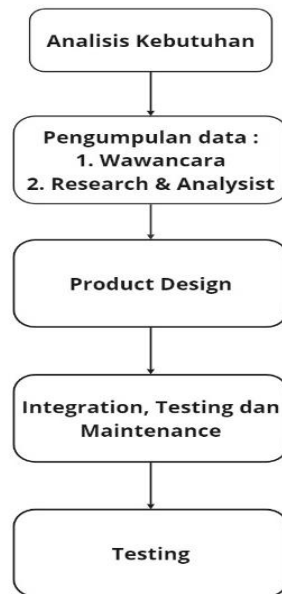 Analisis Kebutuhan
Pengumpulan data :
1. Wawancara
2. Research & Analysist
Product Design
Integration, Testing dan
Maintenance
Testing